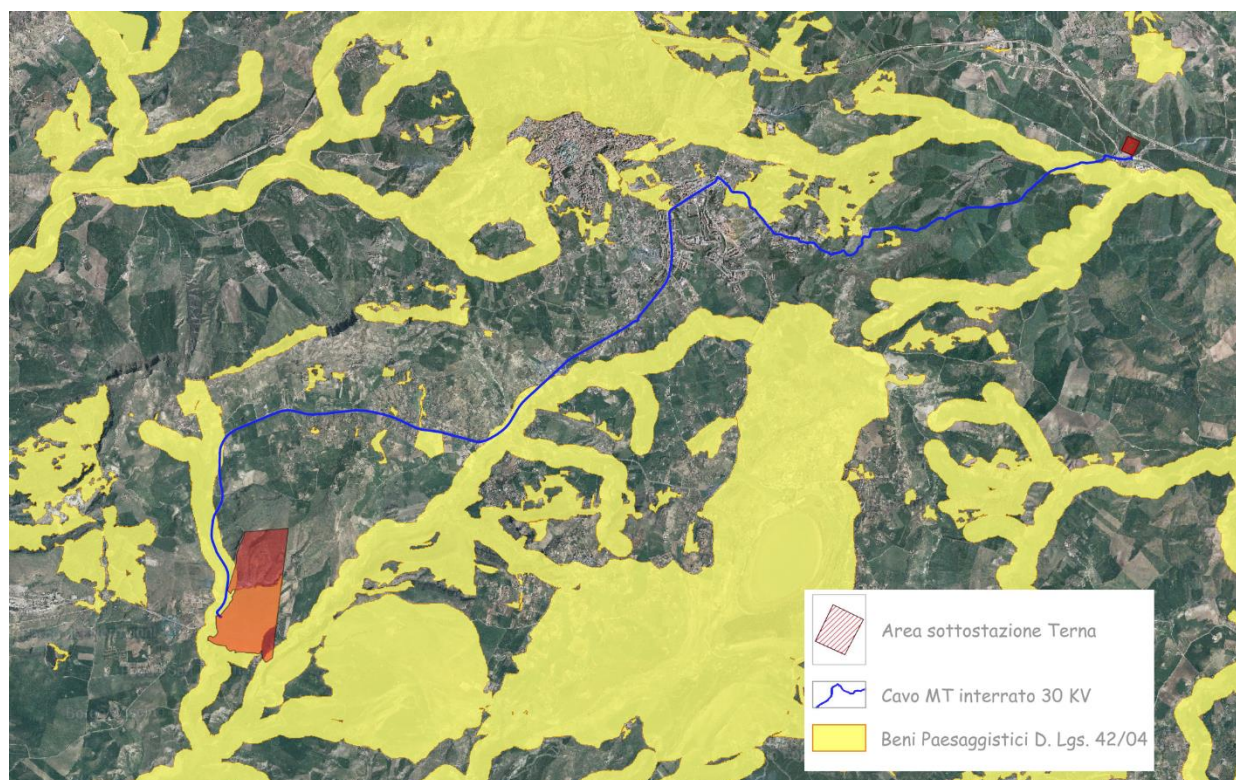 Area sottostazione Terna
Cavo MT interrato 30 KV
Beni Paesaggistici D. Lgs. 42/04